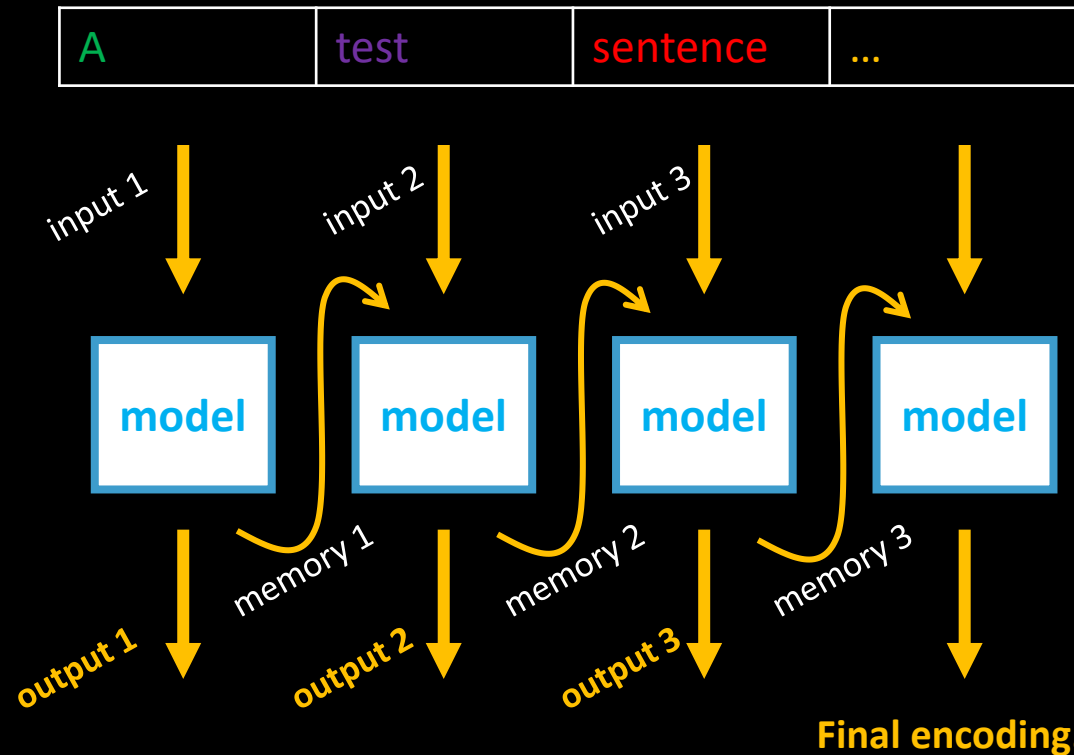 A test sentence ...
input 1 input 2 input 3
model model model model
memory 1 memory 2 memory 3
output 1 output 2 output 3
Final encoding